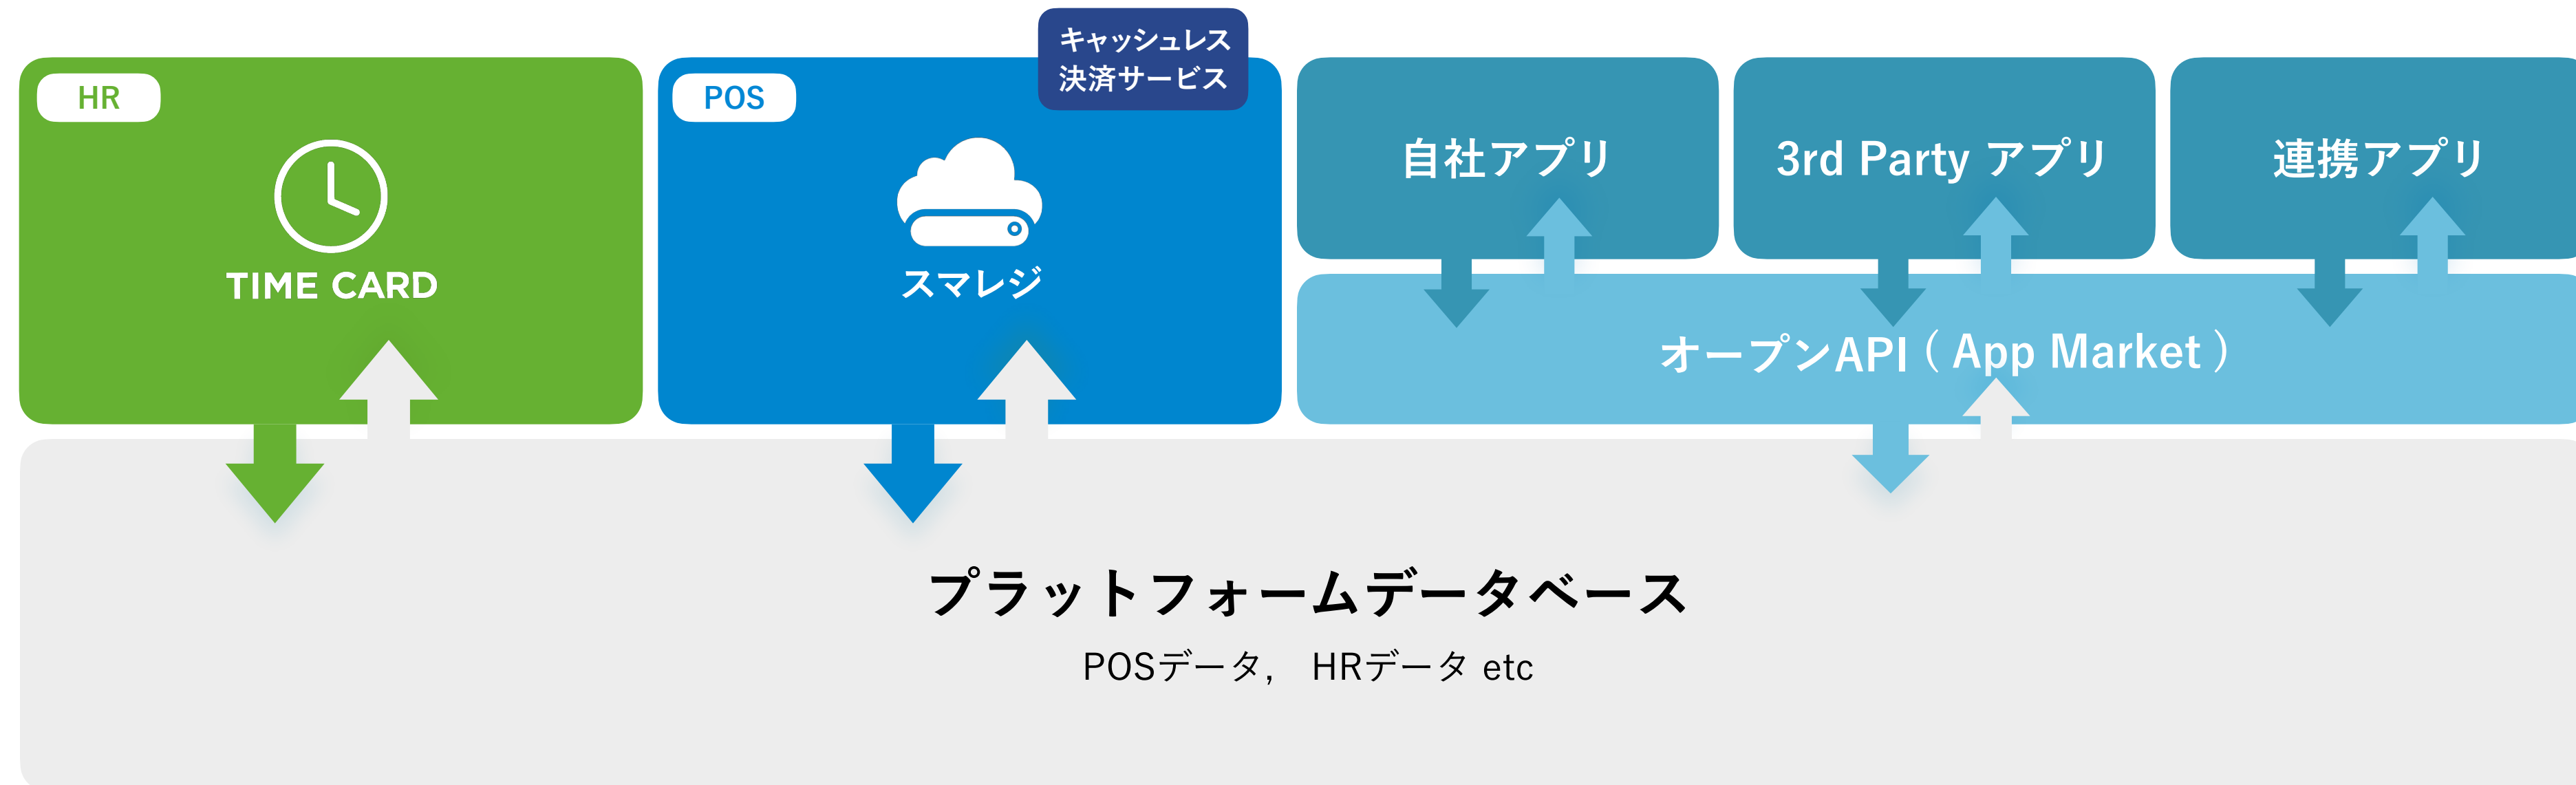 HR
TIME CARD
POS
キャッシュレス
決済サービス
スマレジ
自社アプリ
3rd Party アプリ
連携アプリ
オープンAPI ( App Market )
プラットフォームデータベース
POSデータ, HRデータ etc